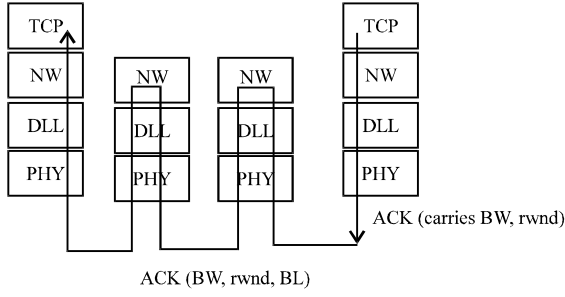 TCP TCP
NW NW NW NW
DLL DLL DLL DLL
PHY PHY PHY PHY
ACK (carries BW, rwnd)
ACK (BW, rwnd, BL)